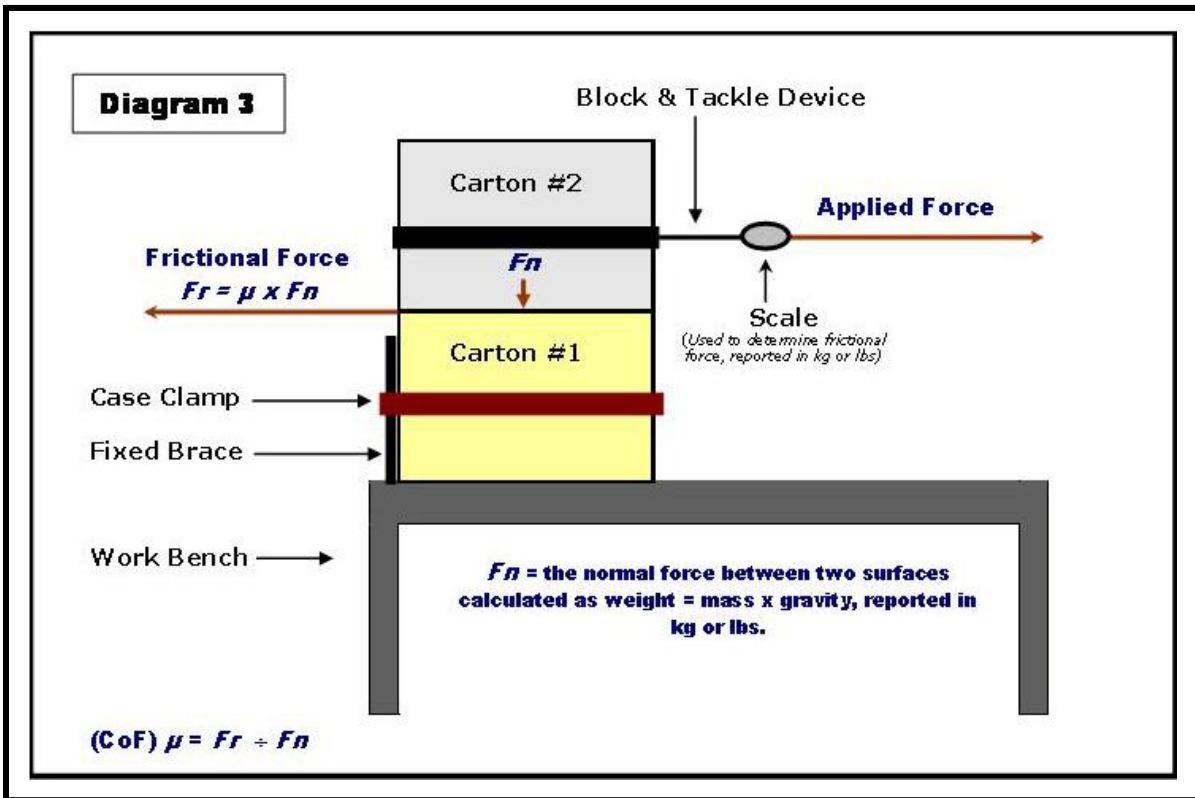 Diagram 3
Block & Tackle Device
Carton #2
Applied Force
Frictional Force
Fr = μ x Fn
Fn
Scale
(Used to determine frictional
force, reported in kg or lbs)
Carton #1
Case Clamp
Fixed Brace
Work Bench
Fn = the normal force between two surfaces
calculated as weight = mass x gravity, reported in
kg or lbs.
(CoF) μ = Fr ÷ Fn